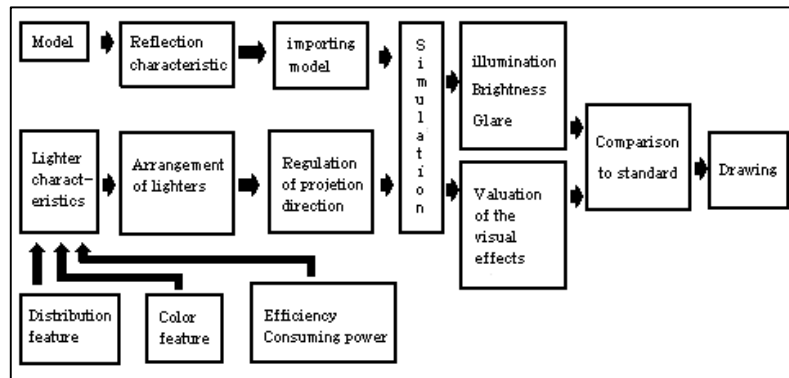 Model
Reflection
characteristic
importing
model
Simulation
illumination
Brightness
Glare
Lighter
charact-
eristics
Arrangement
of lighters
Regulation
of projetion
direction
Valuation
of the
visual
effects
Comparison
to standard
Drawing
Distribution
feature
Color
feature
Efficiency
Consuming power